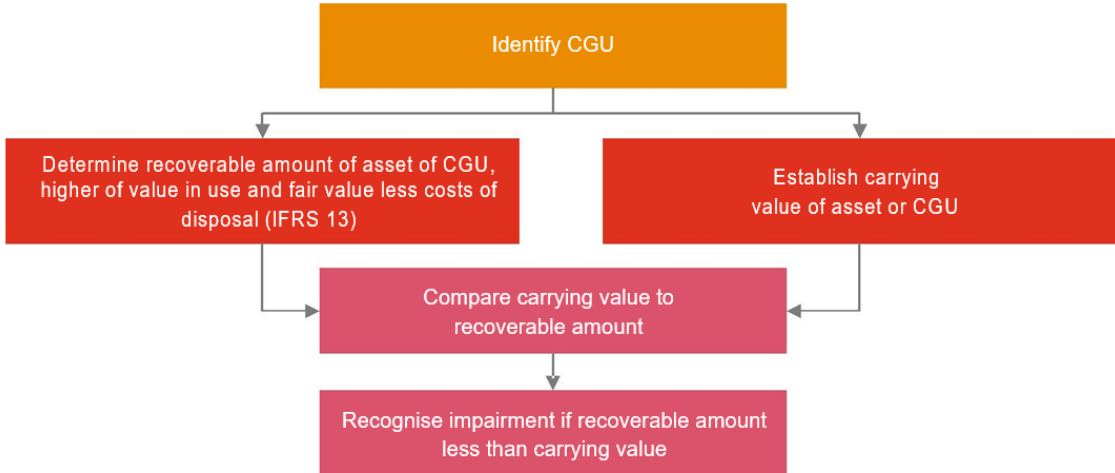 Identify CGU
Determine recoverable amount of asset of CGU,
higher of value in use and fair value less costs of
disposal (IFRS 13)
Establish carrying
value of asset or CGU
Compare carrying value to
recoverable amount
Recognise impairment if recoverable amount
less than carrying value